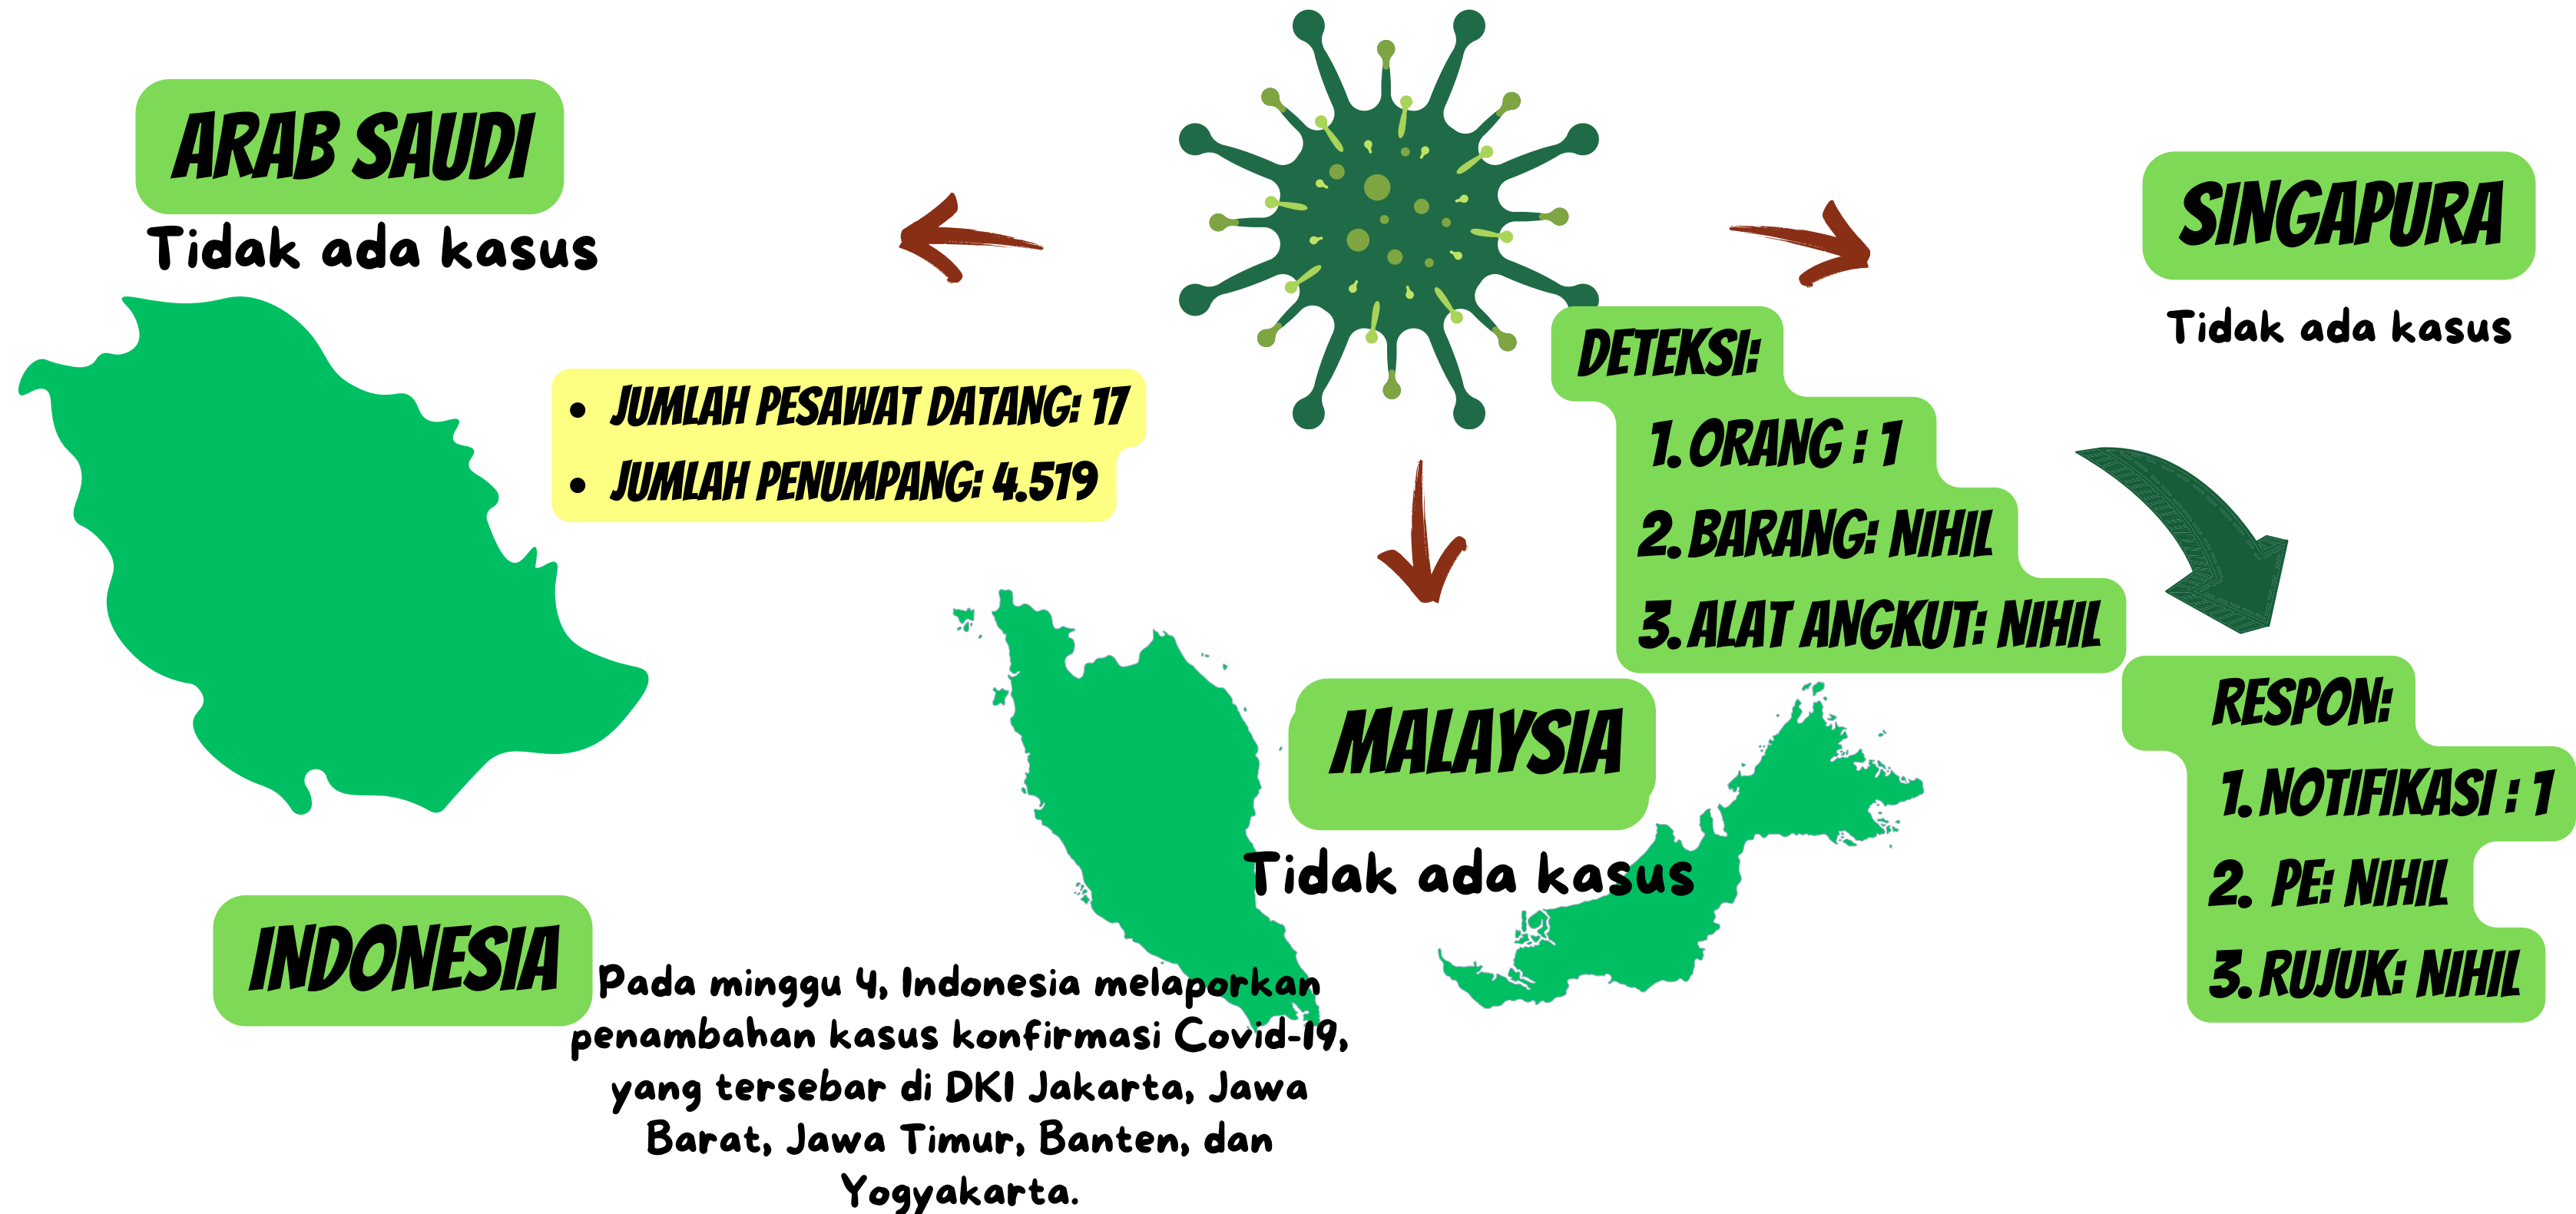 ARAB SAUDI
Tidak ada kasus
• JUMLAH PESAWAT DATANG: 17
• JUMLAH PENUMPANG: 4.519
SINGAPURA
Tidak ada kasus
DETEKSI:
1. ORANG : 1
2. BARANG: NIHIL
3. ALAT ANGKUT: NIHIL
RESPON:
1. NOTIFIKASI : 1
2. PE: NIHIL
3. RUJUK: NIHIL
MALAYSIA
Tidak ada kasus
INDONESIA
Pada minggu 4, Indonesia melaporkan
penambahan kasus konfirmasi Covid-19,
yang tersebar di DKI Jakarta, Jawa
Barat, Jawa Timur, Banten, dan
Yogyakarta.